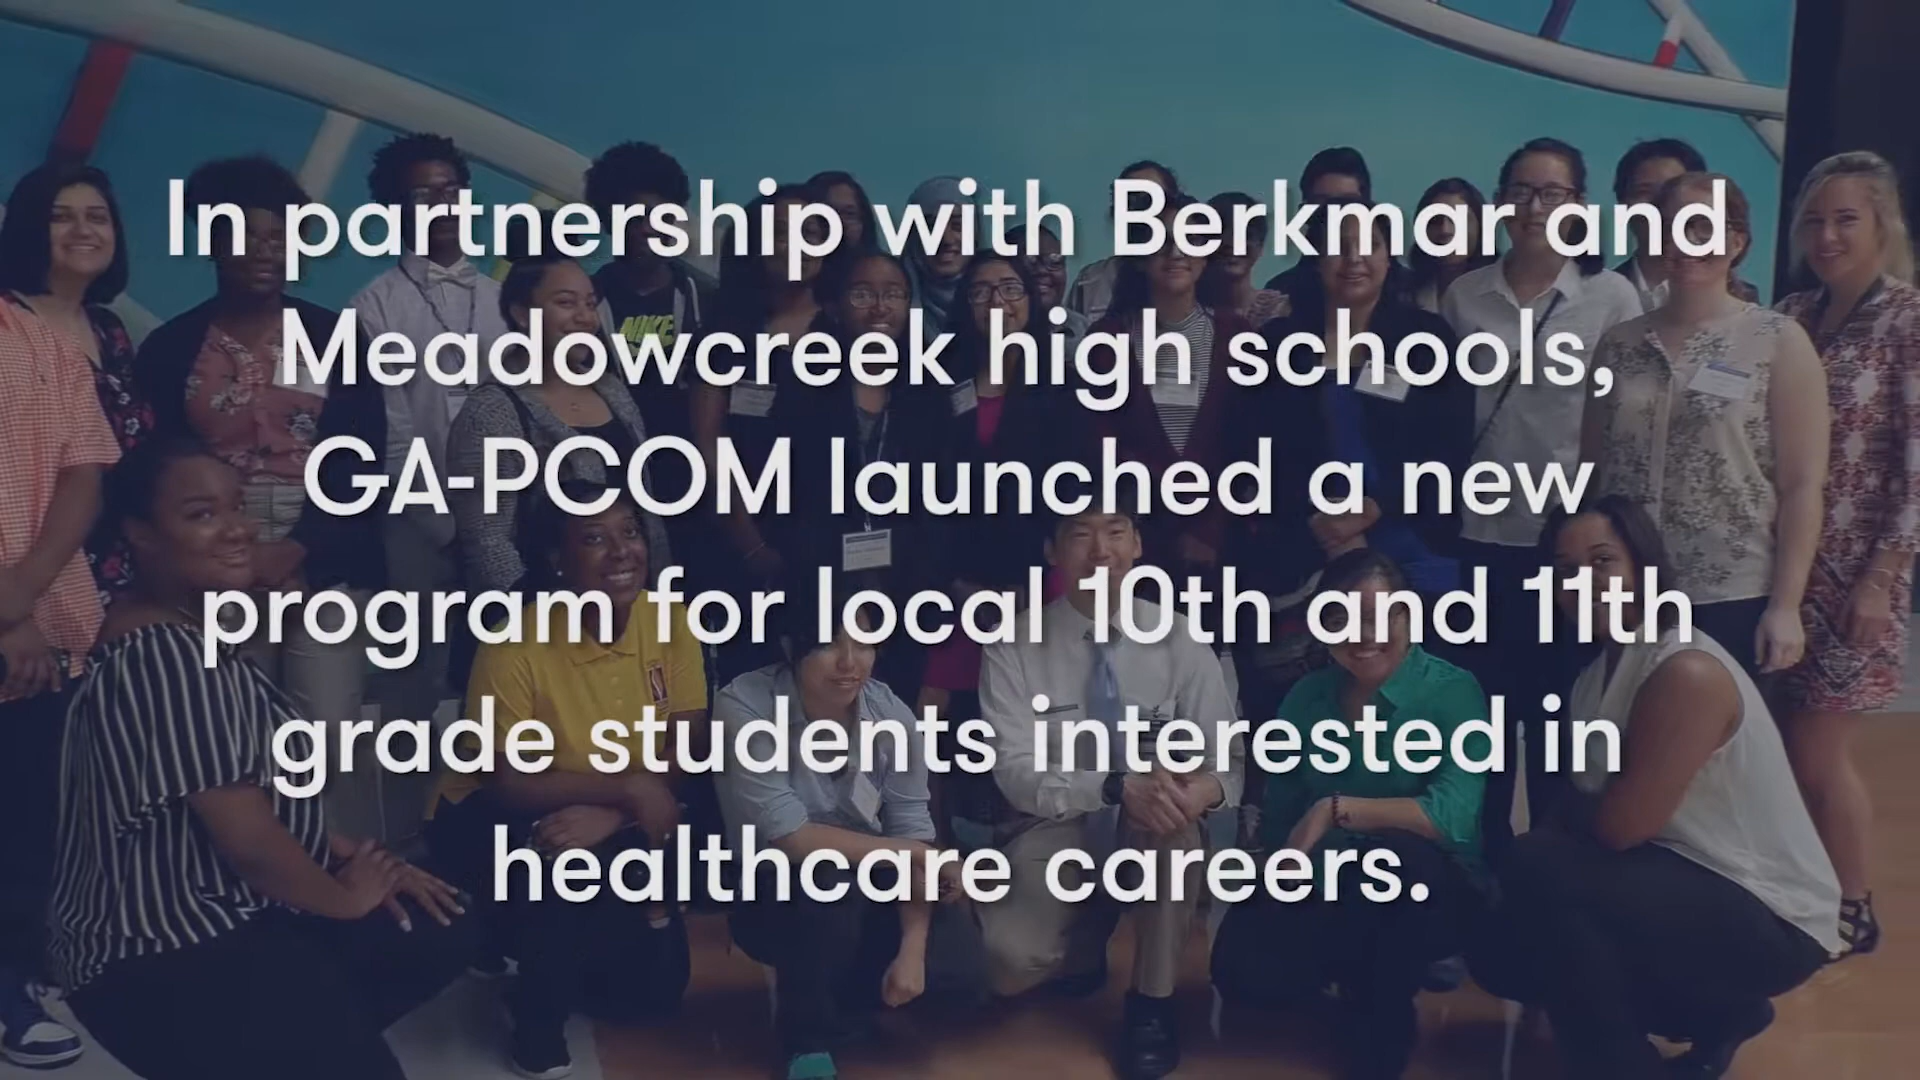 In partnership with Berkmar and
Meadowcreek high schools,
GA-PCOM launched a new
program for local 10th and 11th
grade students interested in
healthcare careers.
NIKE